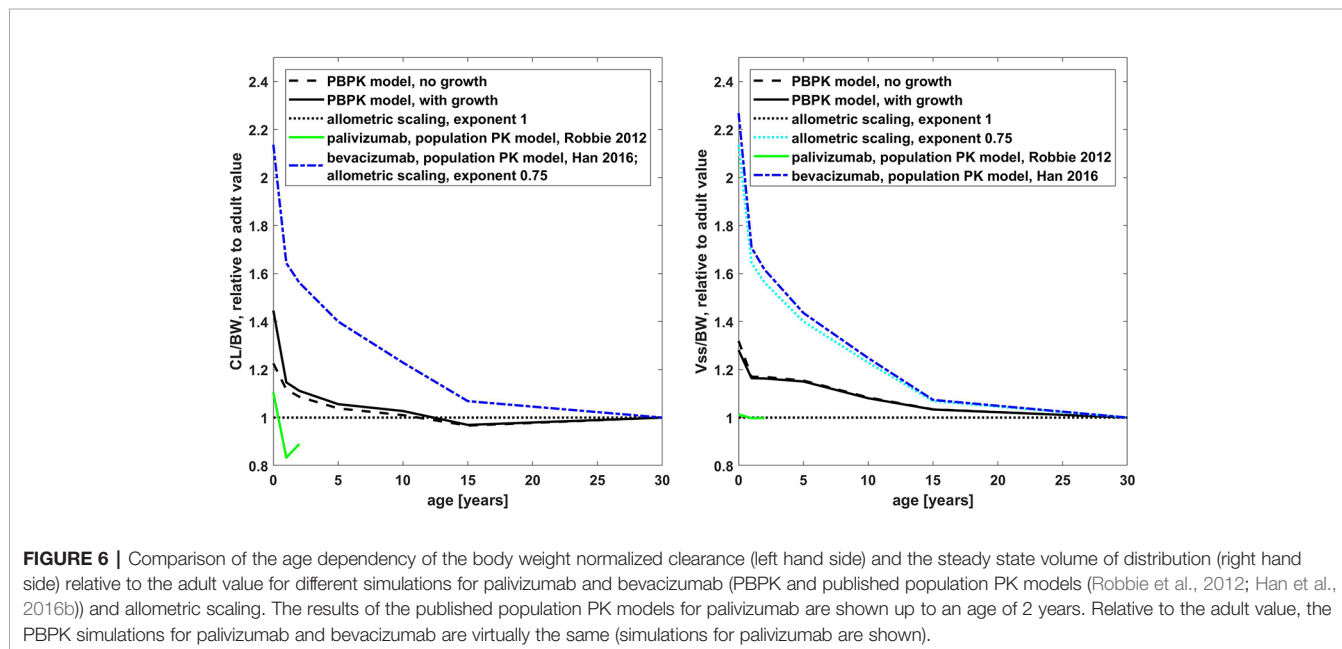 2.4
2.2
2
1.8
1.6
1.4
1.2
1
0.8
CL/BW, relative to adult value
PBPK model, no growth
PBPK model, with growth
allometric scaling, exponent 1
palivizumab, population PK model, Robbie 2012
bevacizumab, population PK model, Han 2016;
allometric scaling, exponent 0.75
0 5 10 15 20 25 30
age [years]
2.4
2.2
2
1.8
1.6
1.4
1.2
1
0.8
Vss/BW, relative to adult value
PBPK model, no growth
PBPK model, with growth
allometric scaling, exponent 1
allometric scaling, exponent 0.75
palivizumab, population PK model, Robbie 2012
bevacizumab, population PK model, Han 2016
0 5 10 15 20 25 30
age [years]
FIGURE 6 | Comparison of the age dependency of the body weight normalized clearance (left hand side) and the steady state volume of distribution (right hand
side) relative to the adult value for different simulations for palivizumab and bevacizumab (PBPK and published population PK models (Robbie et al., 2012; Han et al.,
2016b)) and allometric scaling. The results of the published population PK models for palivizumab are shown up to an age of 2 years. Relative to the adult value, the
PBPK simulations for palivizumab and bevacizumab are virtually the same (simulations for palivizumab are shown).